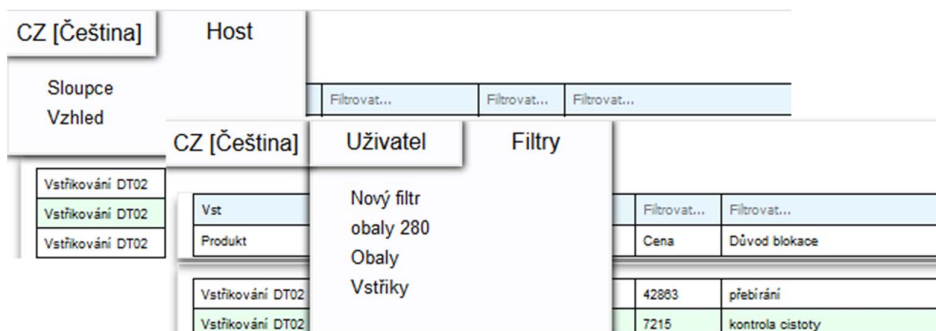 CZ [Čeština] Host
Sloupce
Vzhled
Filtrovat... Filtrovat... Filtrovat...
Vstřikování DT02
Vstřikování DT02
Vstřikování DT02
CZ [Čeština] Uživatel Filtry
Nový filtr
obaly 280
Obaly
Vstřiky
Vst Filtrovat... Filtrovat...
Produkt Cena Důvod blokace
Vstřikování DT02 42863 přebírání
Vstřikování DT02 7215 kontrola cistoty